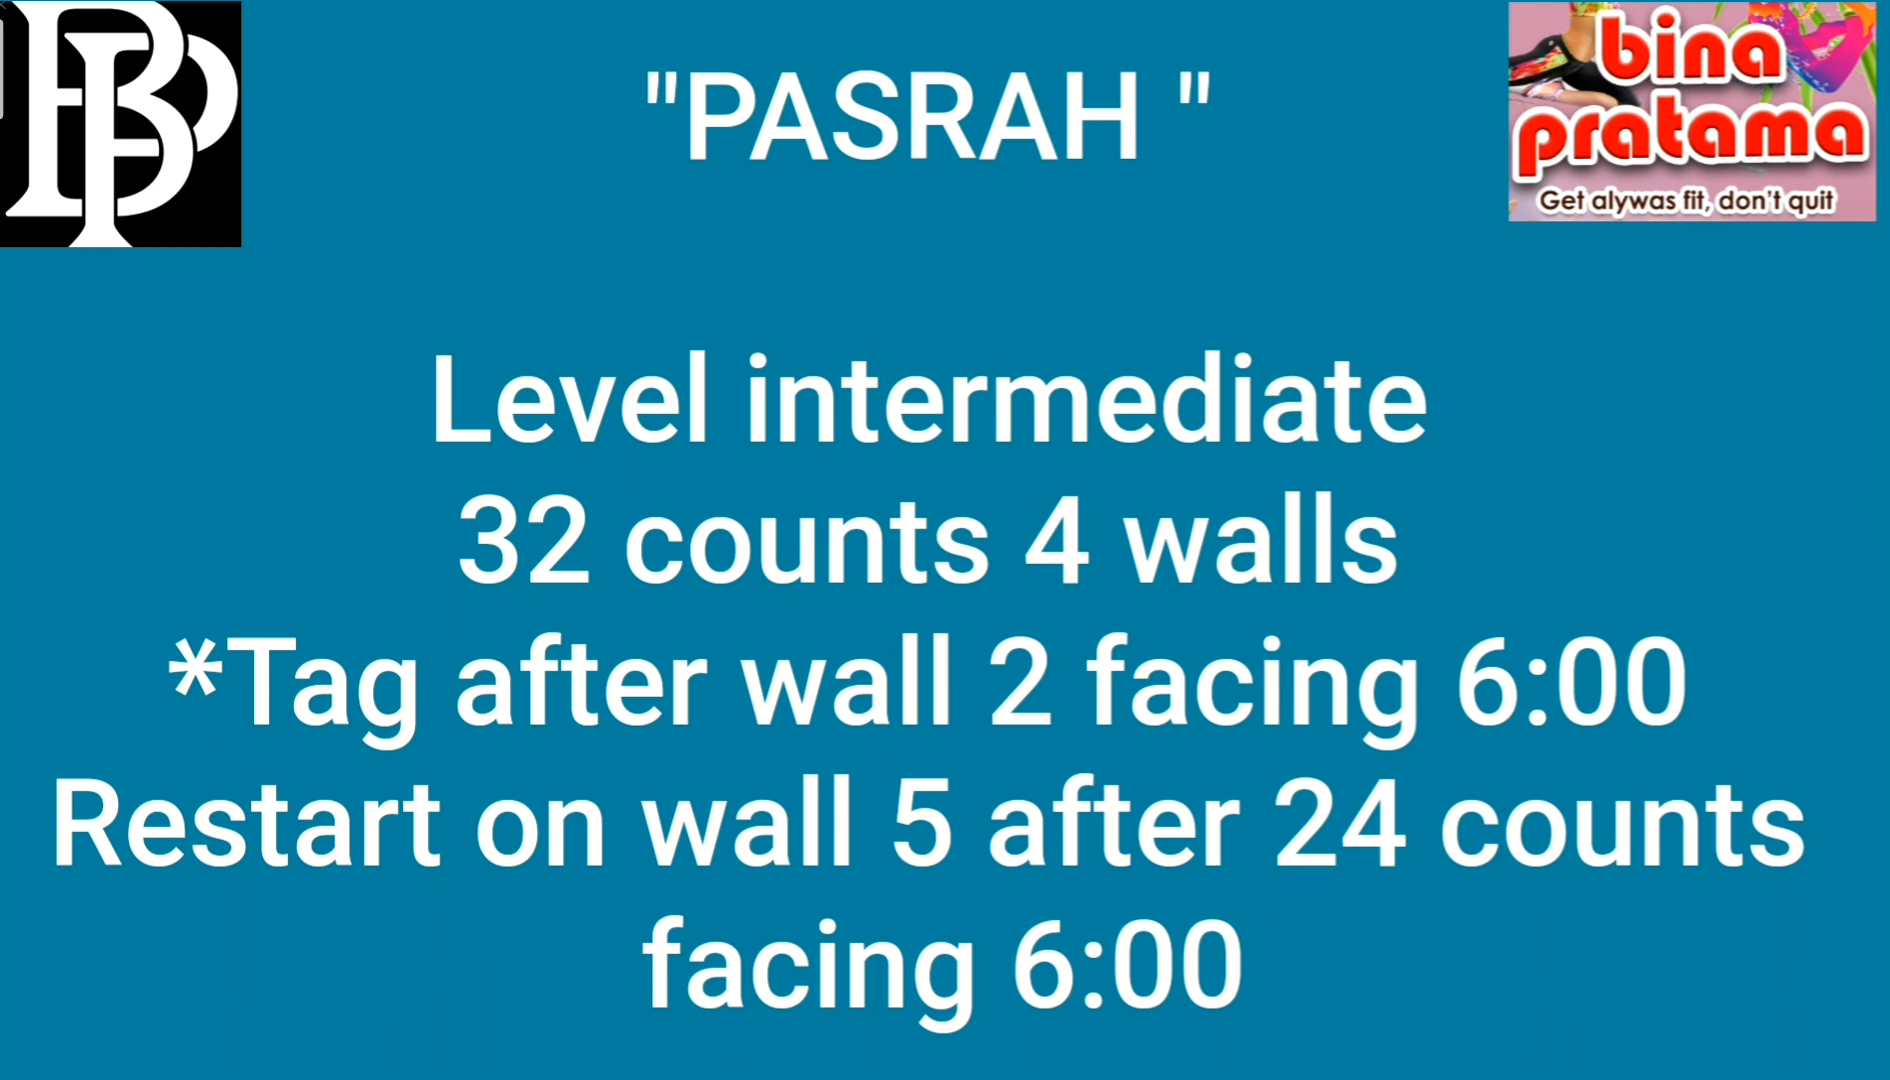 "PASRAH "
bina
pratama
Get alywas fit, don't quit
Level intermediate
32 counts 4 walls
*Tag after wall 2 facing 6:00
Restart on wall 5 after 24 counts
facing 6:00